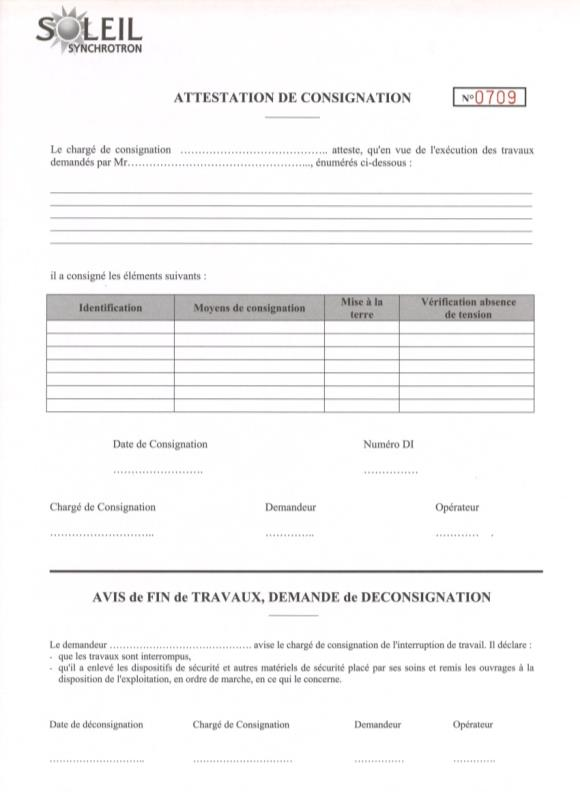 SOLEIL
SYNCHROTRON
ATTESTATION DE CONSIGNATION
N°0709
Le chargé de consignation ........................................ atteste, qu'en vue de l'exécution des travaux
demandés par Mr.................................................., énumérés ci-dessous :
il a consigné les éléments suivants :
Identification Moyens de consignation Mise à la terre Vérification absence de tension
Date de Consignation Numéro DI
......................... ...............
Chargé de Consignation Demandeur Opérateur
............................. .............. ............ .
AVIS de FIN de TRAVAUX, DEMANDE de DECONSIGNATION
Le demandeur ........................................ avise le chargé de consignation de l'interruption de travail. Il déclare :
- que les travaux sont interrompus,
- qu'il a enlevé les dispositifs de sécurité et autres matériels de sécurité placé par ses soins et remis les ouvrages à la
disposition de l'exploitation, en ordre de marche, en ce qui le concerne.
Date de déconsignation Chargé de Consignation Demandeur Opérateur
.......................... ............................ .............. ............